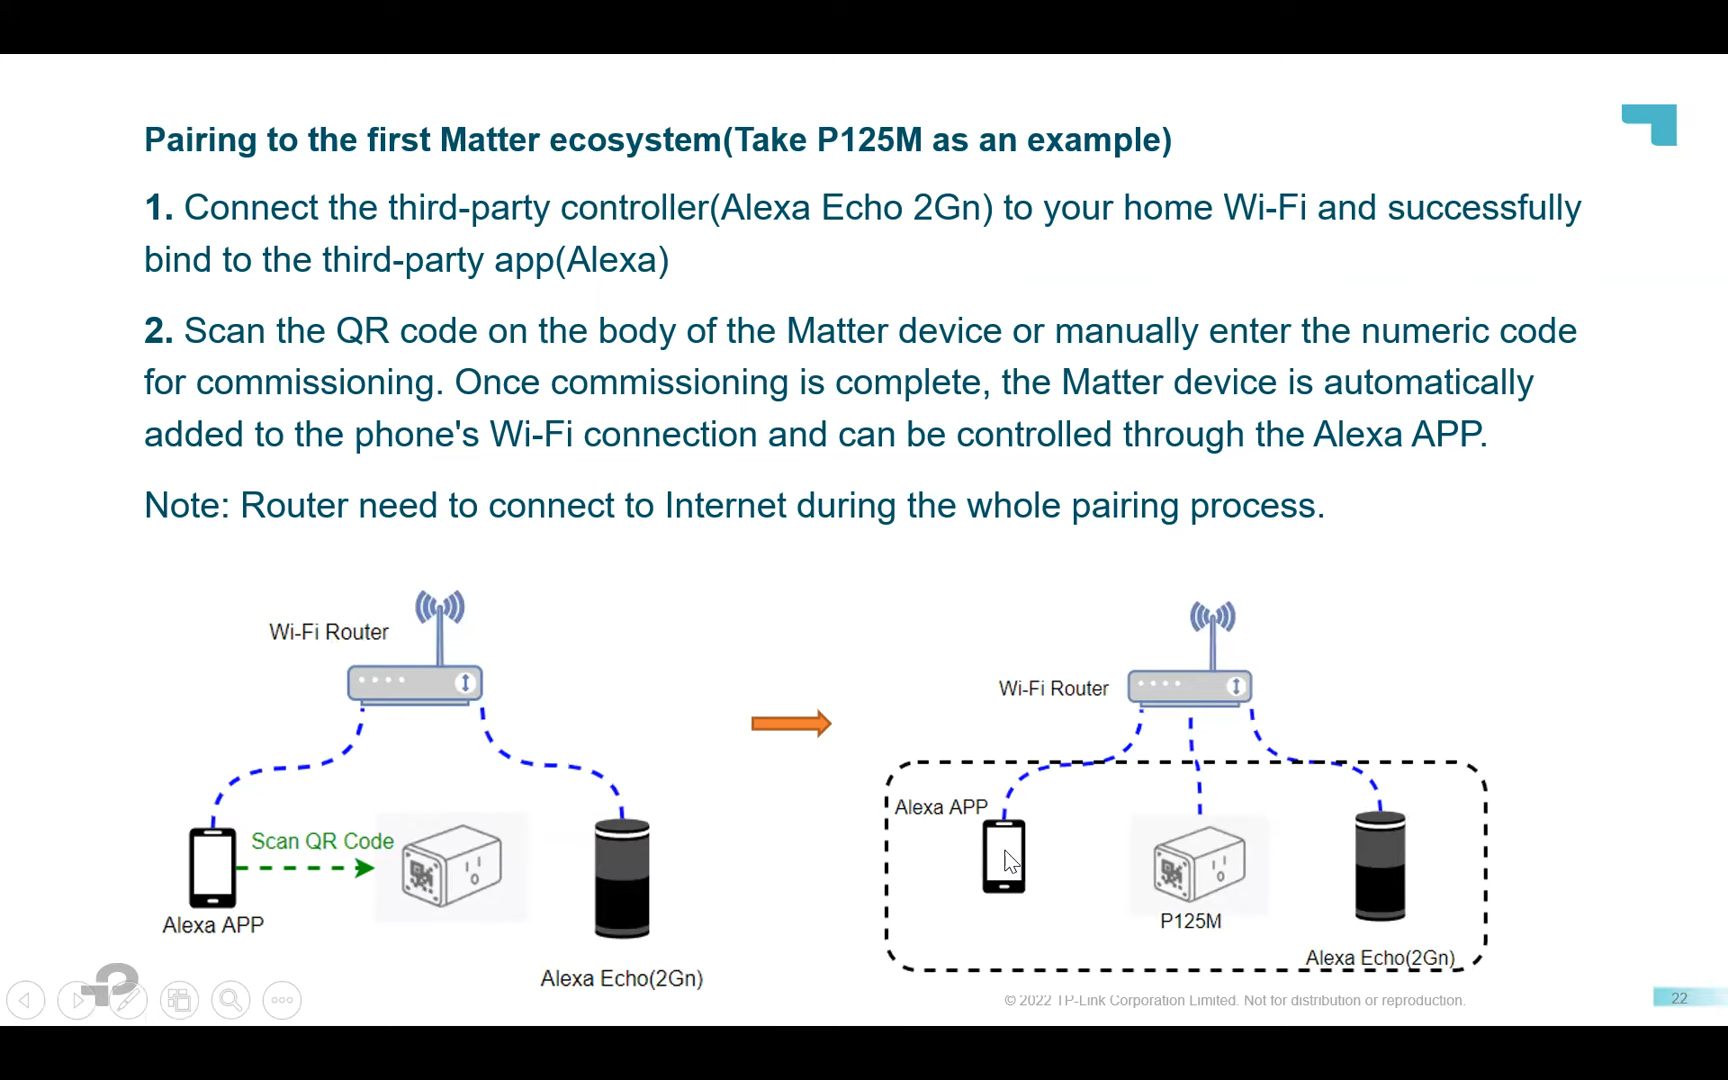 Pairing to the first Matter ecosystem(Take P125M as an example)
1. Connect the third-party controller(Alexa Echo 2Gn) to your home Wi-Fi and successfully
bind to the third-party app(Alexa)
2. Scan the QR code on the body of the Matter device or manually enter the numeric code
for commissioning. Once commissioning is complete, the Matter device is automatically
added to the phone's Wi-Fi connection and can be controlled through the Alexa APP.
Note: Router need to connect to Internet during the whole pairing process.
Wi-Fi Router
Scan QR Code
Alexa APP
Alexa Echo(2Gn)
Wi-Fi Router
Alexa APP
P125M
Alexa Echo(2Gn)
© 2022 TP-Link Corporation Limited. Not for distribution or reproduction.
22